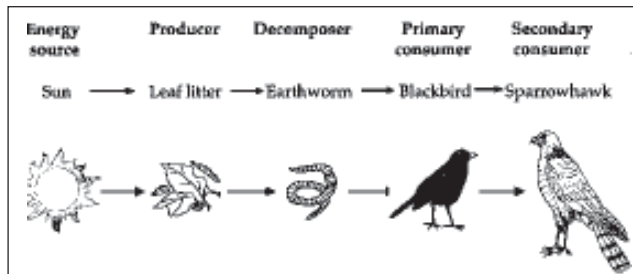 Energy source Producer Decomposer Primary consumer Secondary consumer
Sun Leaf litter Earthworm Blackbird Sparrowhawk